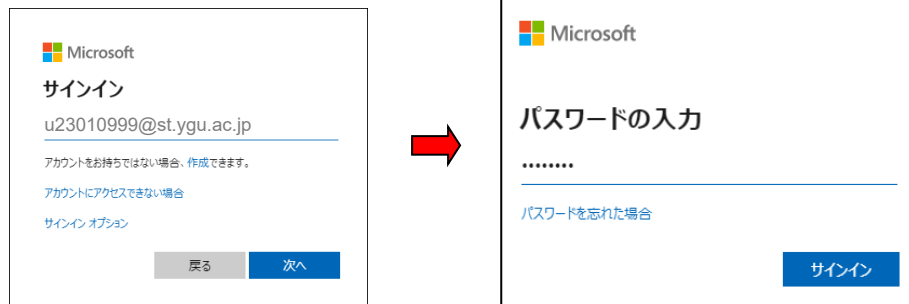 Microsoft
サインイン
u23010999@st.ygu.ac.jp
アカウントをお持ちではない場合、作成できます。
アカウントにアクセスできない場合
サインイン オプション
戻る
次へ
Microsoft
パスワードの入力
••••••••
パスワードを忘れた場合
サインイン